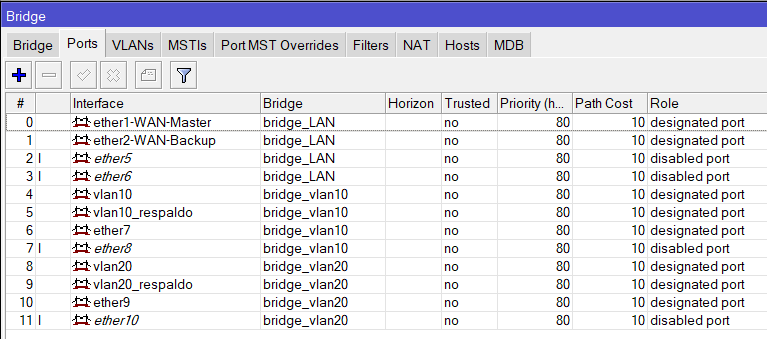 Bridge
Bridge Ports VLANs MSTIs Port MST Overrides Filters NAT Hosts MDB
# Interface Bridge Horizon Trusted Priority (h... Path Cost Role
0 ether1-WAN-Master bridge_LAN no 80 10 designated port
1 ether2-WAN-Backup bridge_LAN no 80 10 designated port
2 I ether5 bridge_LAN no 80 10 disabled port
3 I ether6 bridge_LAN no 80 10 disabled port
4 vlan10 bridge_vlan10 no 80 10 designated port
5 vlan10_respaldo bridge_vlan10 no 80 10 designated port
6 ether7 bridge_vlan10 no 80 10 designated port
7 I ether8 bridge_vlan10 no 80 10 disabled port
8 vlan20 bridge_vlan20 no 80 10 designated port
9 vlan20_respaldo bridge_vlan20 no 80 10 designated port
10 ether9 bridge_vlan20 no 80 10 designated port
11 I ether10 bridge_vlan20 no 80 10 disabled port